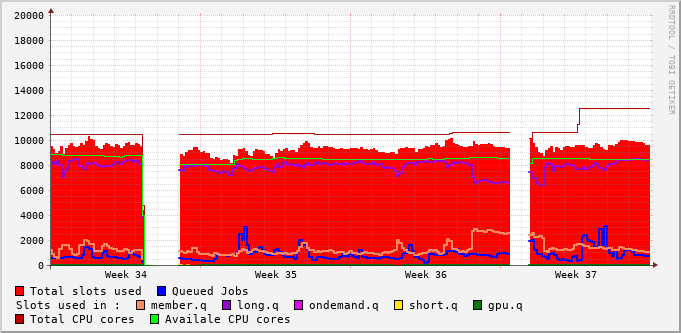 20000
18000
16000
14000
12000
10000
8000
6000
4000
2000
0
Week 34 Week 35 Week 36 Week 37
RRDTOOL / TOBI OETIKER
Total slots used Queued Jobs
Slots used in : member.q long.q ondemand.q short.q gpu.q
Total CPU cores Availale CPU cores